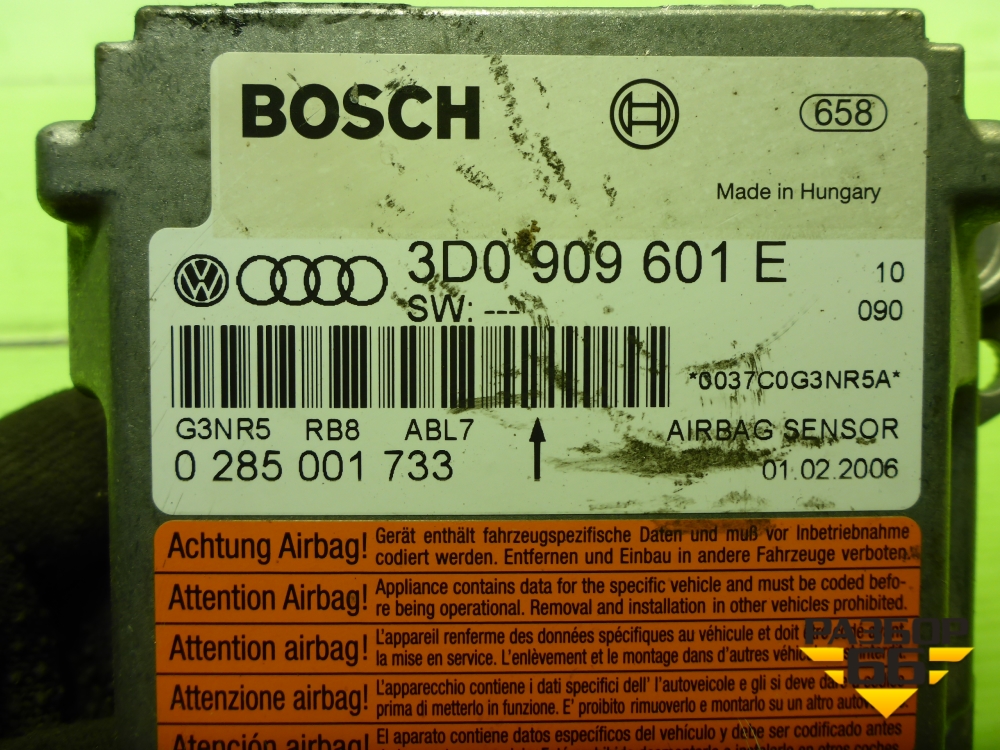 BOSCH
658
Made in Hungary
3D0 909 601 E
10
SW: ---
090
*0037C0G3NR5A*
G3NR5 RB8 ABL7
AIRBAG SENSOR
0 285 001 733
01.02.2006
Achtung Airbag!
Gerät enthält fahrzeugspezifische Daten und muß vor Inbetriebnahme
codiert werden. Entfernen und Einbau in andere Fahrzeuge verboten.
Attention Airbag!
Appliance contains data for the specific vehicle and must be coded befo-
re being operational. Removal and installation in other vehicles prohibited.
Attention airbag!
L'appareil renferme des données spécifiques au véhicule et doit
la mise en service. L'enlèvement et le montage dans d'autres
Attenzione airbag!
L'apparecchio contiene i dati specifici dell' l'autoveicolo e gli si deve
prima di metterlo in funzione. E' proibito rimuoverlo e montarlo su un altro
Atención airbag!
El aparato contiene datos específicos del vehículo y debe ser codificado antes
РАЗБОР
66